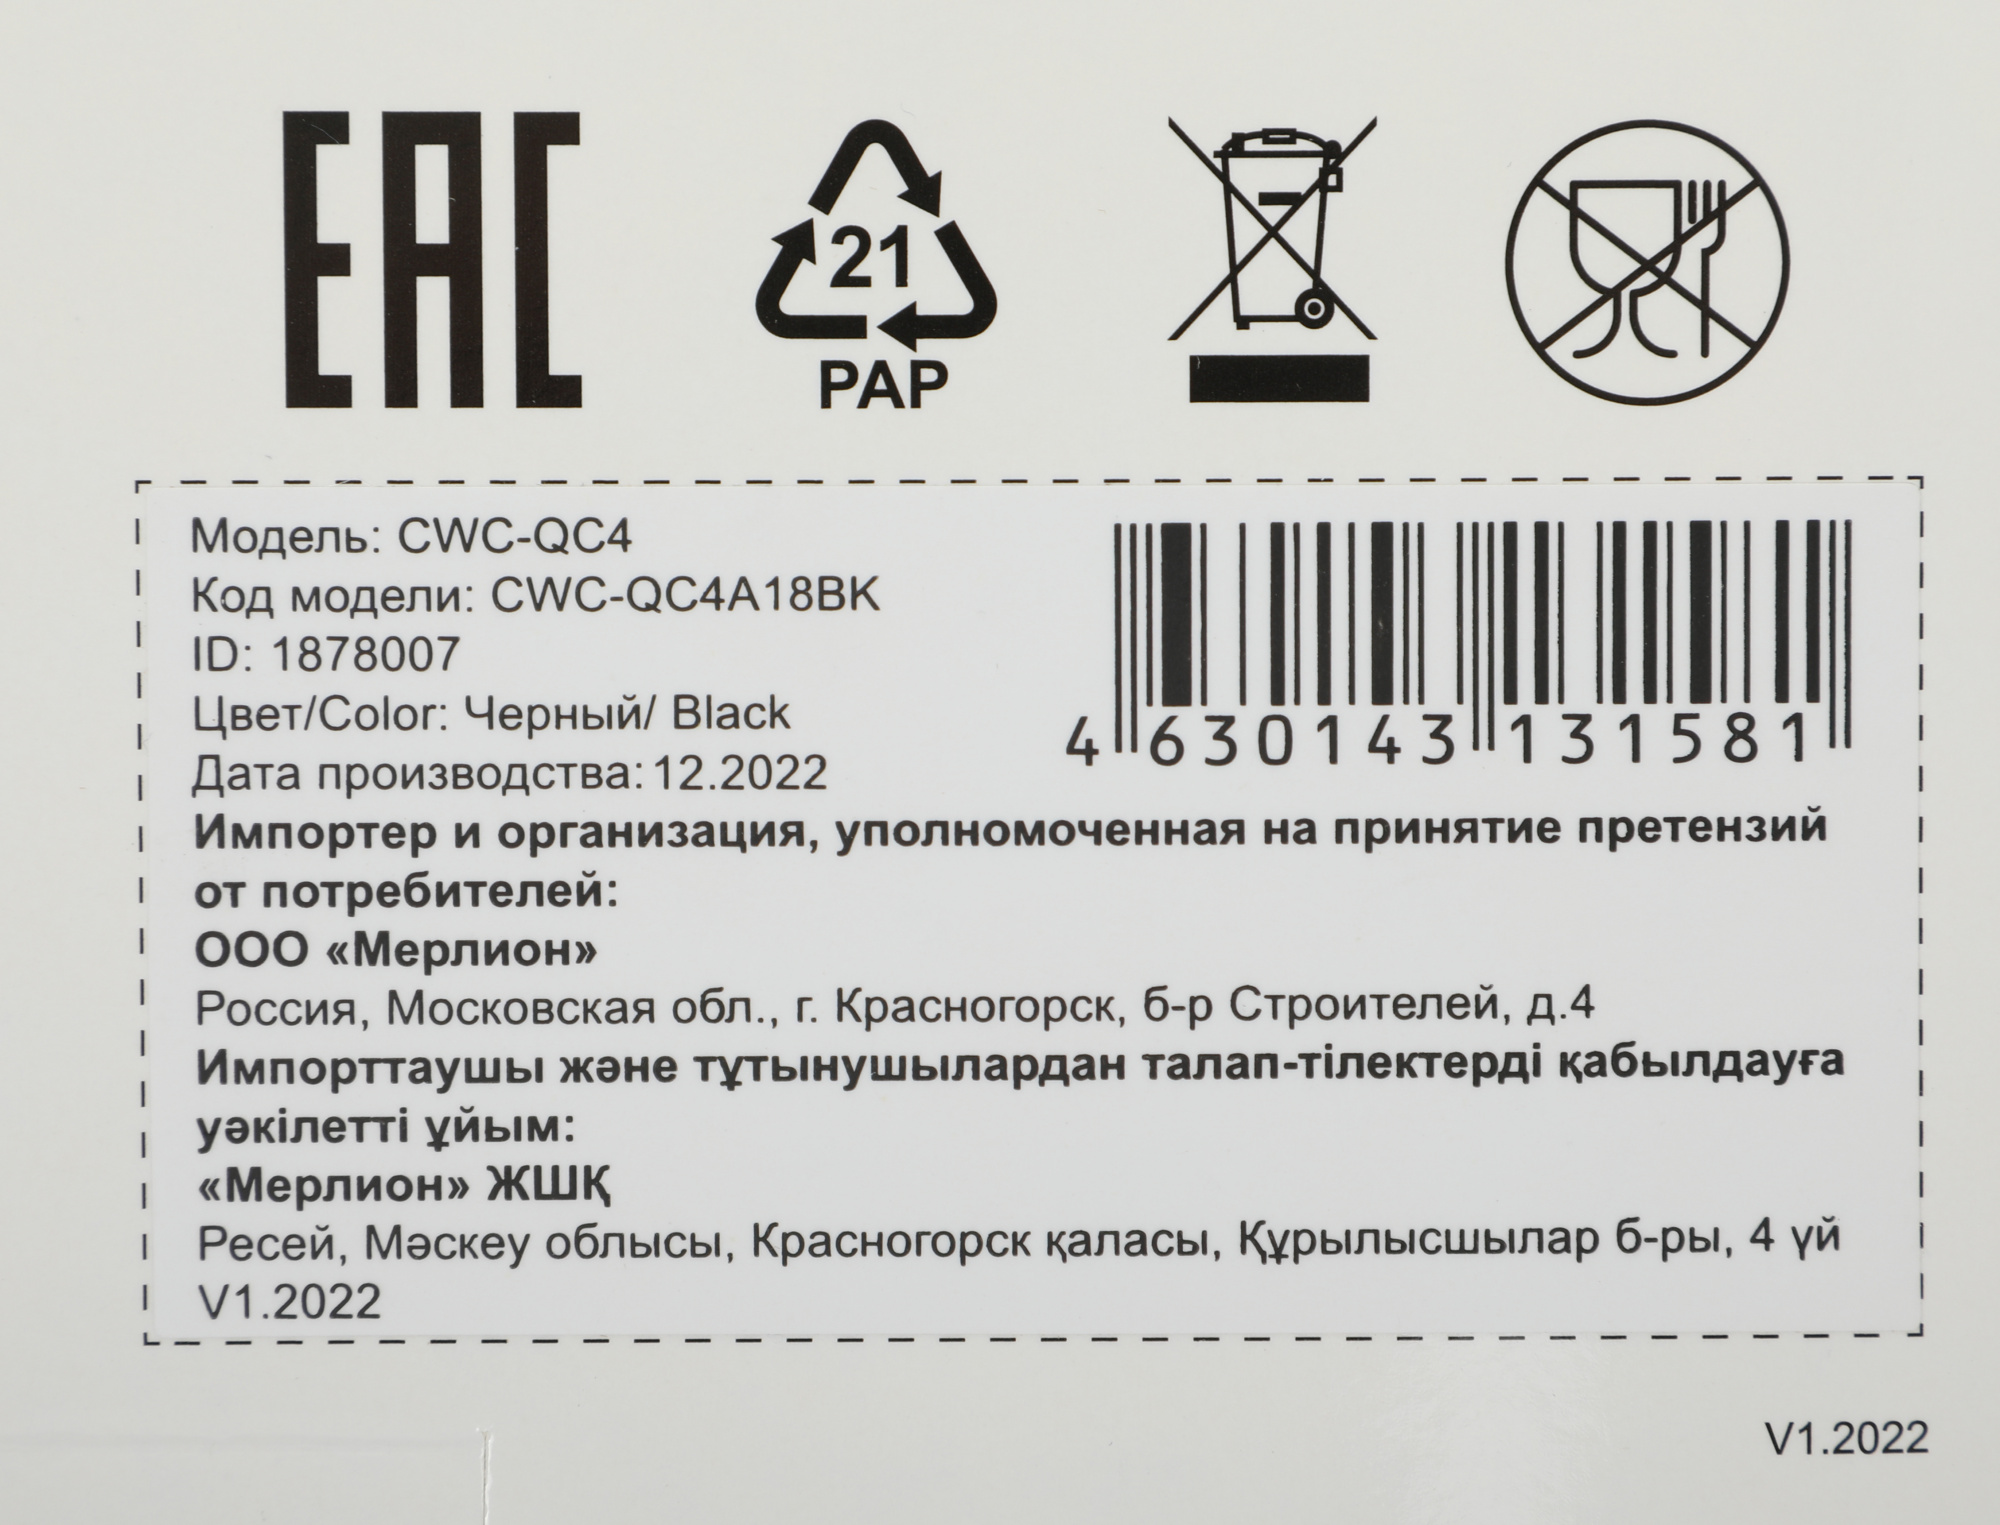 EAC
21
PAP
Модель: CWC-QC4
Код модели: CWC-QC4A18BK
ID: 1878007
Цвет/Color: Черный/ Black
Дата производства: 12.2022
4 630143 131581
Импортер и организация, уполномоченная на принятие претензий
от потребителей:
ООО «Мерлион»
Россия, Московская обл., г. Красногорск, б-р Строителей, д.4
Импорттаушы және тұтынушылардан талап-тілектерді қабылдауға
уәкілетті ұйым:
«Мерлион» ЖШҚ
Ресей, Мәскеу облысы, Красногорск қаласы, Құрылысшылар б-ры, 4 үй
V1.2022
V1.2022